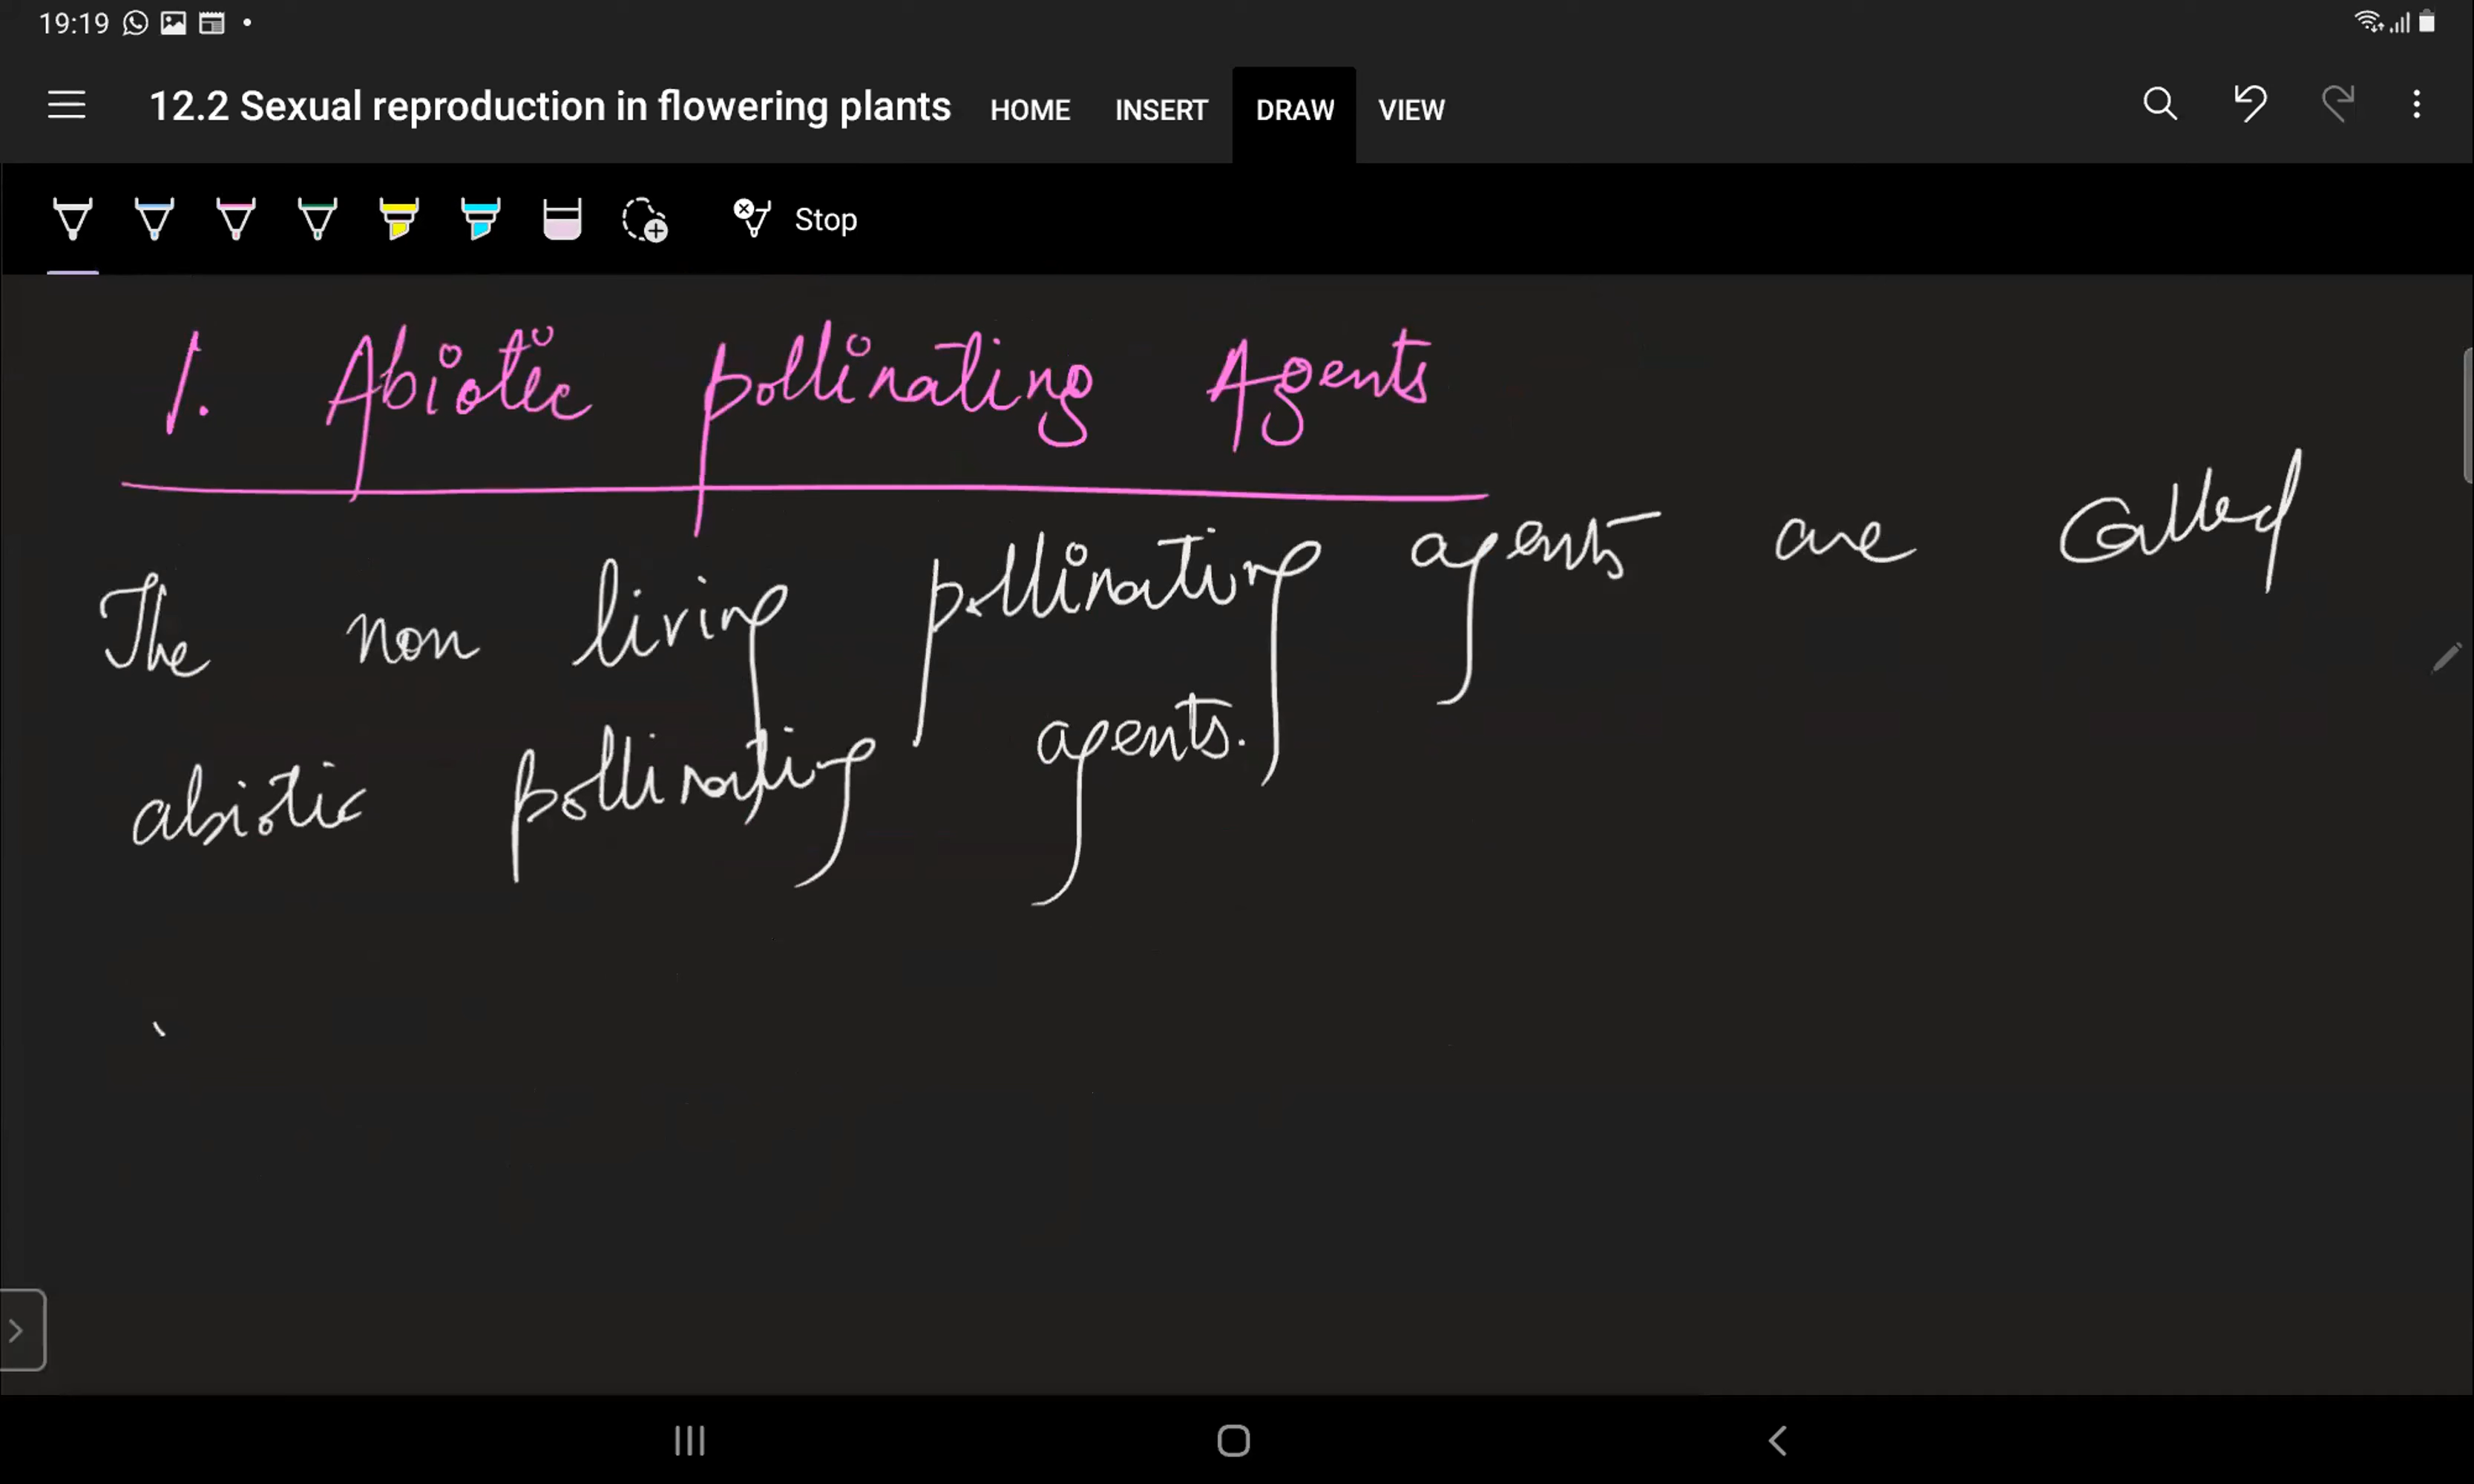 19:19
12.2 Sexual reproduction in flowering plants HOME INSERT DRAW VIEW
Stop
1. Abiotic pollinating Agents
The non living pollinating agents are called
abiotic pollinating agents.